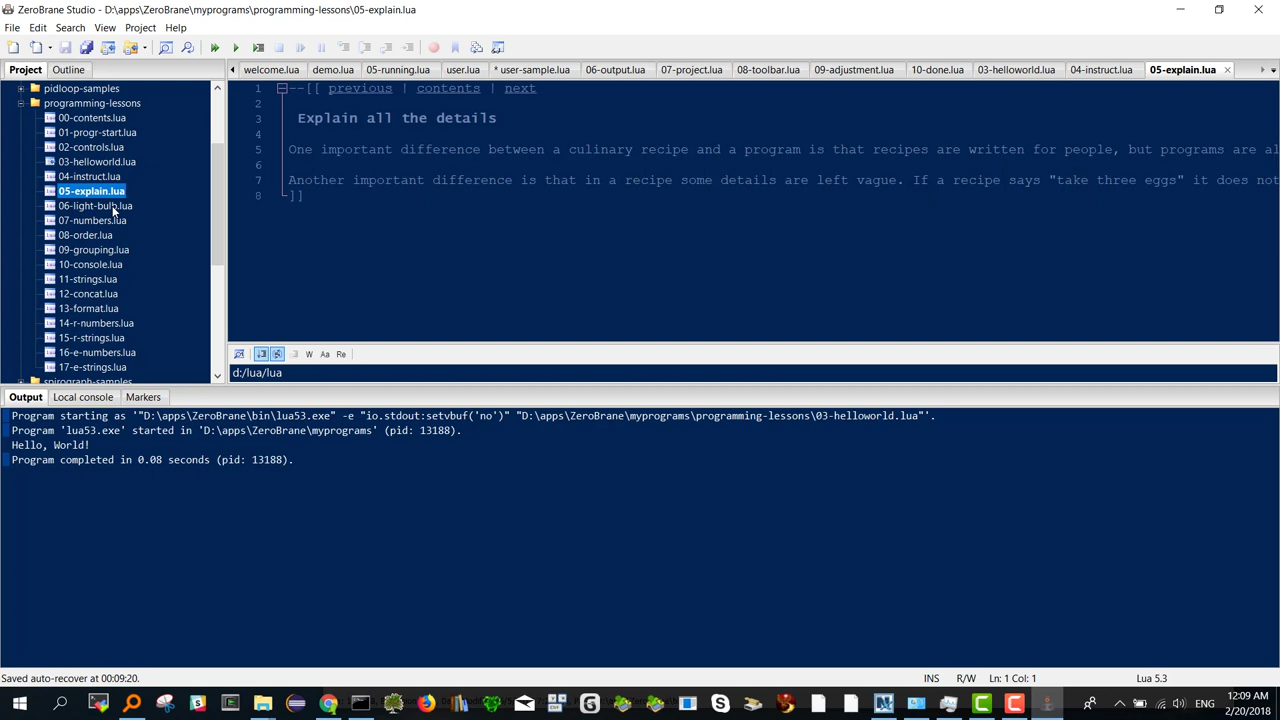 ZeroBrane Studio - D:\apps\ZeroBrane\myprograms\programming-lessons\05-explain.lua
File Edit Search View Project Help
Project Outline
welcome.lua demo.lua 05-running.lua user.lua * user-sample.lua 06-output.lua 07-project.lua 08-toolbar.lua 09-adjustment.lua 10-done.lua 03-helloworld.lua 04-instruct.lua 05-explain.lua
pidloop-samples
programming-lessons
00-contents.lua
01-progr-start.lua
02-controls.lua
03-helloworld.lua
04-instruct.lua
05-explain.lua
06-light-bulb.lua
07-numbers.lua
08-order.lua
09-grouping.lua
10-console.lua
11-strings.lua
12-concat.lua
13-format.lua
14-r-numbers.lua
15-r-strings.lua
16-e-numbers.lua
17-e-strings.lua
spirograph-samples
1 --[[ previous | contents | next
2
3 Explain all the details
4
5 One important difference between a culinary recipe and a program is that recipes are written for people, but programs are al
6
7 Another important difference is that in a recipe some details are left vague. If a recipe says "take three eggs" it does not
8 ]]
W Aa Re
d:/lua/lua
Output Local console Markers
Program starting as '"D:\apps\ZeroBrane\bin\lua53.exe" -e "io.stdout:setvbuf('no')" "D:\apps\ZeroBrane\myprograms\programming-lessons\03-helloworld.lua"'.
Program 'lua53.exe' started in 'D:\apps\ZeroBrane\myprograms' (pid: 13188).
Hello, World!
Program completed in 0.08 seconds (pid: 13188).
Saved auto-recover at 00:09:20. INS R/W Ln: 1 Col: 1 Lua 5.3
ENG
12:09 AM
2/20/2018